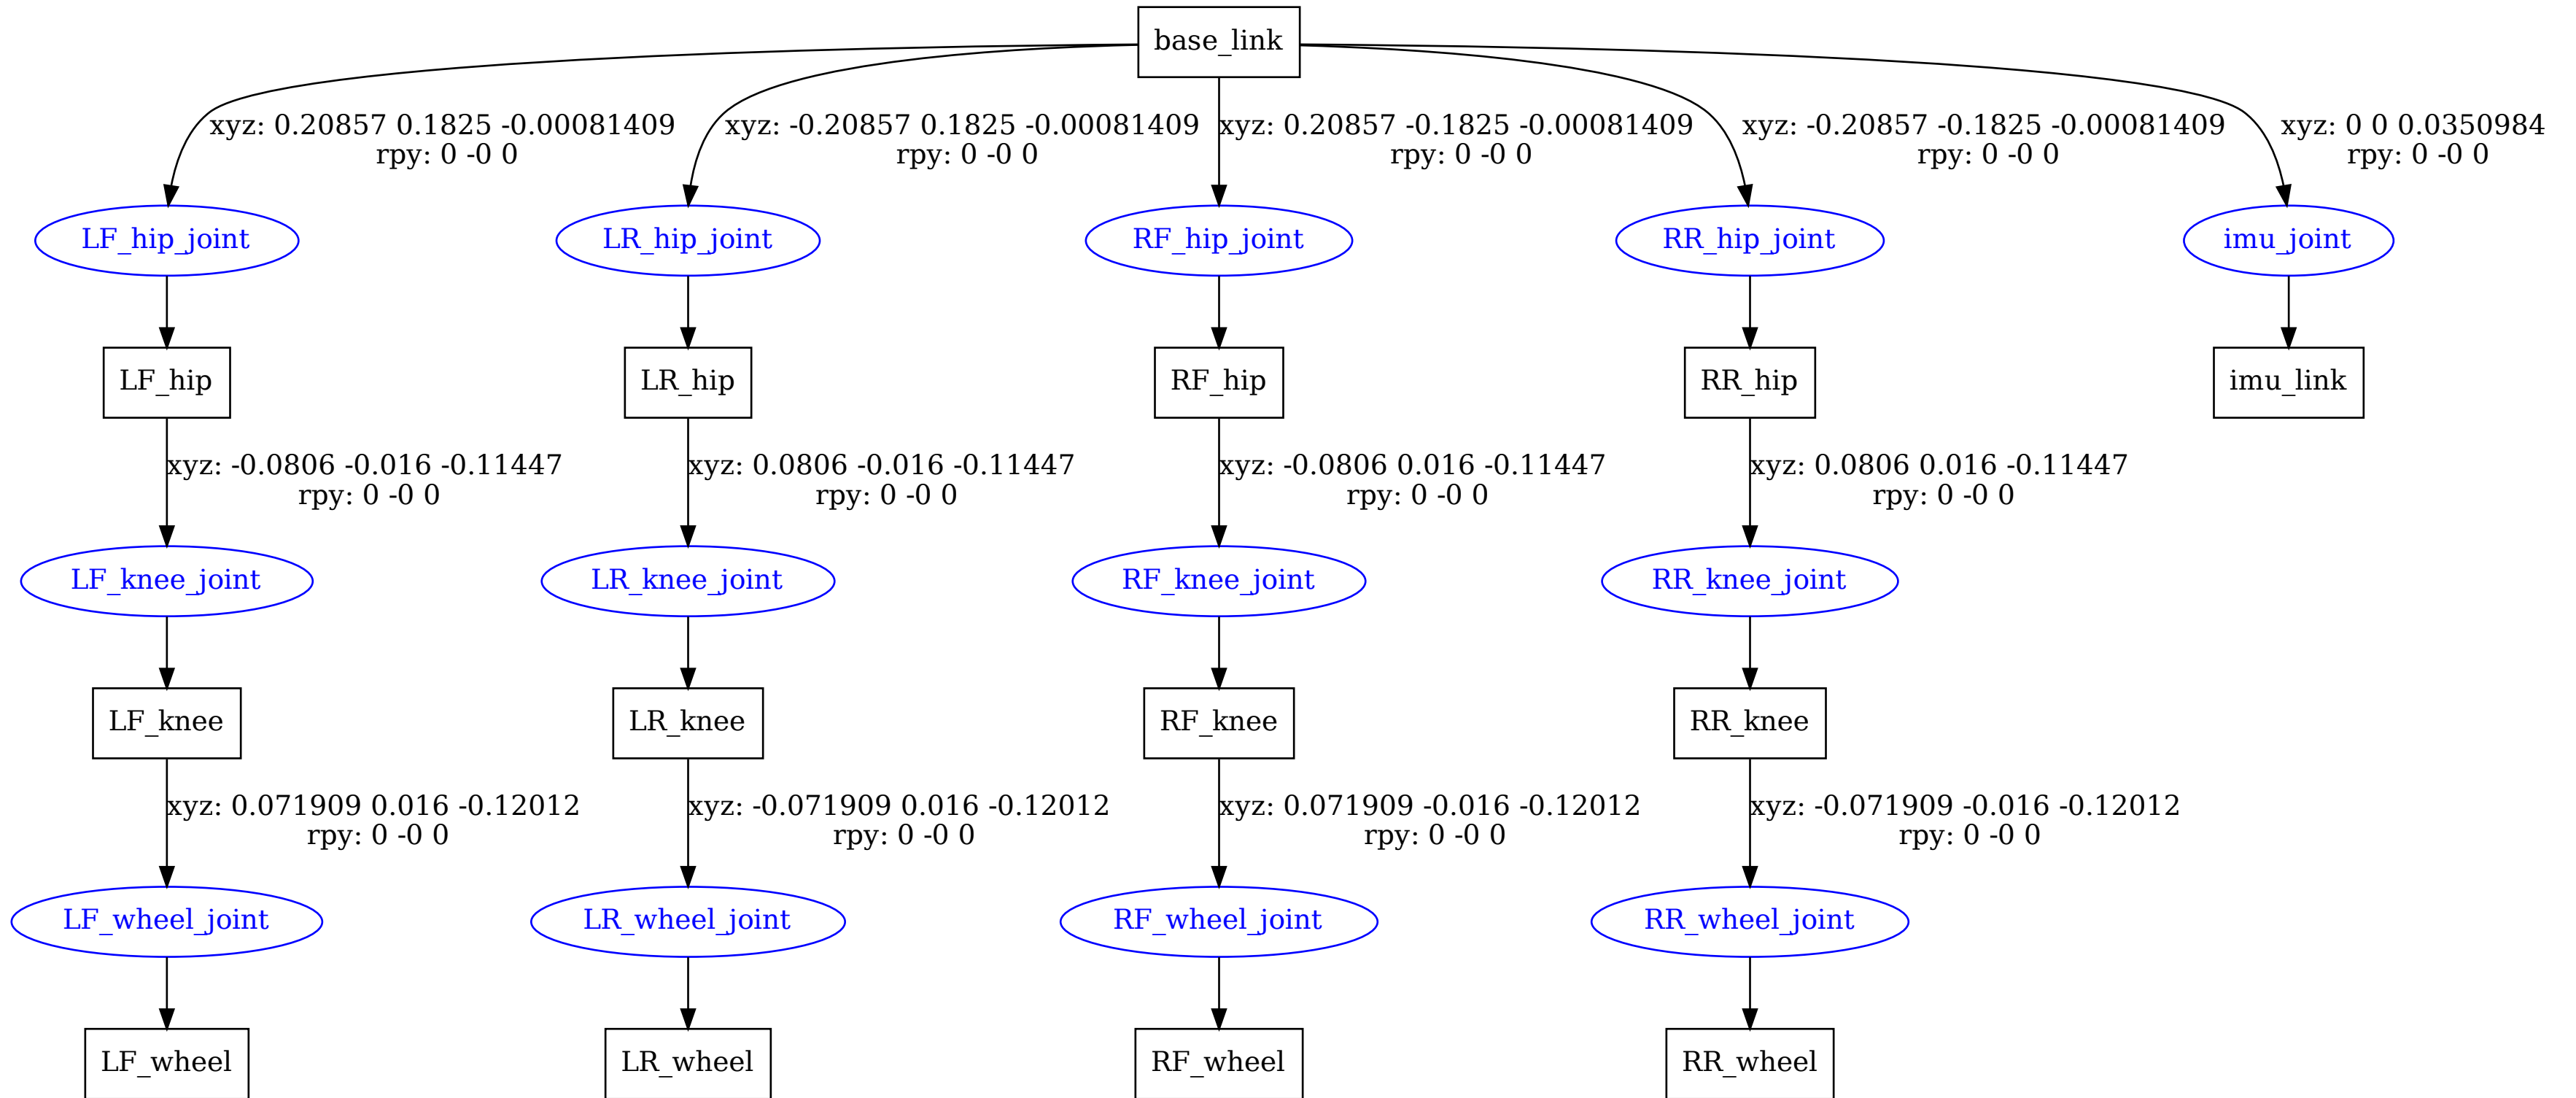 base_link
xyz: 0.20857 0.1825 -0.00081409
rpy: 0 -0 0
xyz: -0.20857 0.1825 -0.00081409
rpy: 0 -0 0
xyz: 0.20857 -0.1825 -0.00081409
rpy: 0 -0 0
xyz: -0.20857 -0.1825 -0.00081409
rpy: 0 -0 0
xyz: 0 0 0.0350984
rpy: 0 -0 0
LF_hip_joint
LR_hip_joint
RF_hip_joint
RR_hip_joint
imu_joint
LF_hip
LR_hip
RF_hip
RR_hip
imu_link
xyz: -0.0806 -0.016 -0.11447
rpy: 0 -0 0
xyz: 0.0806 -0.016 -0.11447
rpy: 0 -0 0
xyz: -0.0806 0.016 -0.11447
rpy: 0 -0 0
xyz: 0.0806 0.016 -0.11447
rpy: 0 -0 0
LF_knee_joint
LR_knee_joint
RF_knee_joint
RR_knee_joint
LF_knee
LR_knee
RF_knee
RR_knee
xyz: 0.071909 0.016 -0.12012
rpy: 0 -0 0
xyz: -0.071909 0.016 -0.12012
rpy: 0 -0 0
xyz: 0.071909 -0.016 -0.12012
rpy: 0 -0 0
xyz: -0.071909 -0.016 -0.12012
rpy: 0 -0 0
LF_wheel_joint
LR_wheel_joint
RF_wheel_joint
RR_wheel_joint
LF_wheel
LR_wheel
RF_wheel
RR_wheel